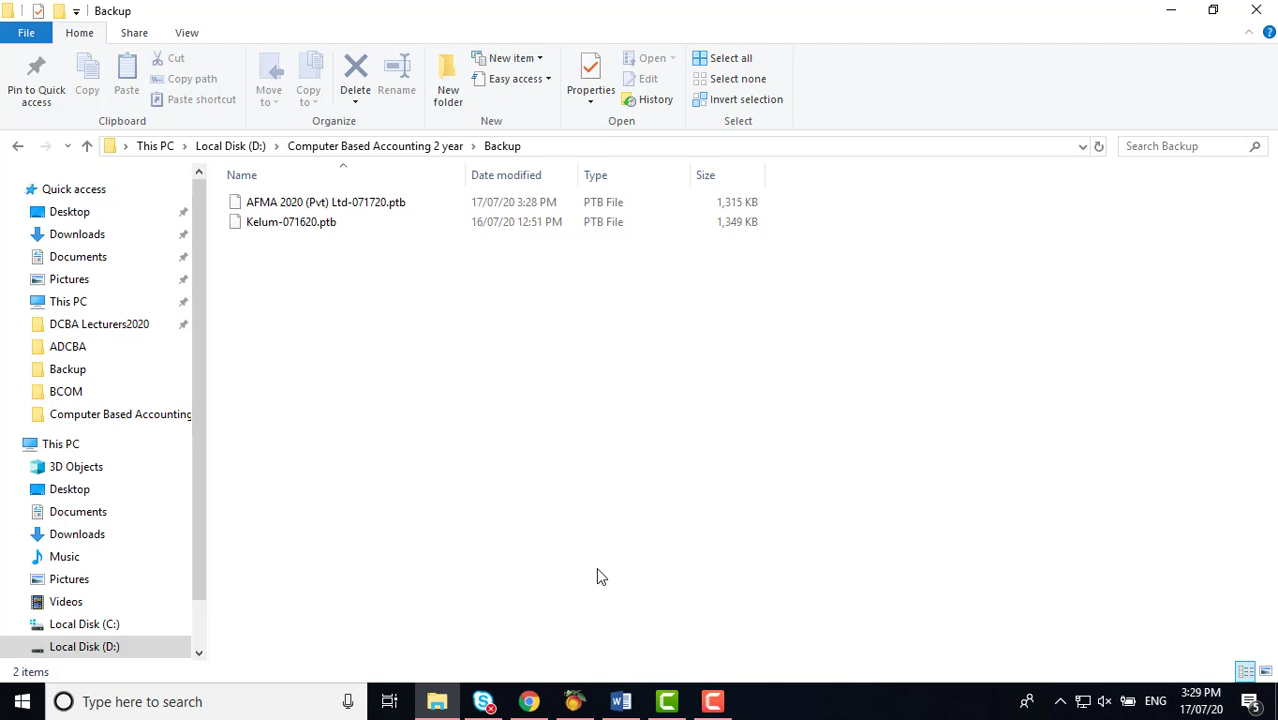 Backup
File Home Share View
Pin to Quick access
Copy
Paste
Cut
Copy path
Paste shortcut
Clipboard
Move to
Copy to
Delete
Rename
Organize
New folder
New item
Easy access
New
Properties
Open
Edit
History
Open
Select all
Select none
Invert selection
Select
This PC Local Disk (D:) Computer Based Accounting 2 year Backup
Search Backup
Name Date modified Type Size
AFMA 2020 (Pvt) Ltd-071720.ptb 17/07/20 3:28 PM PTB File 1,315 KB
Kelum-071620.ptb 16/07/20 12:51 PM PTB File 1,349 KB
Quick access
Desktop
Downloads
Documents
Pictures
This PC
DCBA Lecturers2020
ADCBA
Backup
BCOM
Computer Based Accounting
This PC
3D Objects
Desktop
Documents
Downloads
Music
Pictures
Videos
Local Disk (C:)
Local Disk (D:)
2 items
Type here to search
ENG
3:29 PM
17/07/20
5